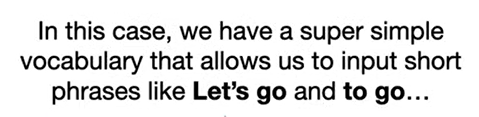 In this case, we have a super simple
vocabulary that allows us to input short
phrases like Let's go and to go...